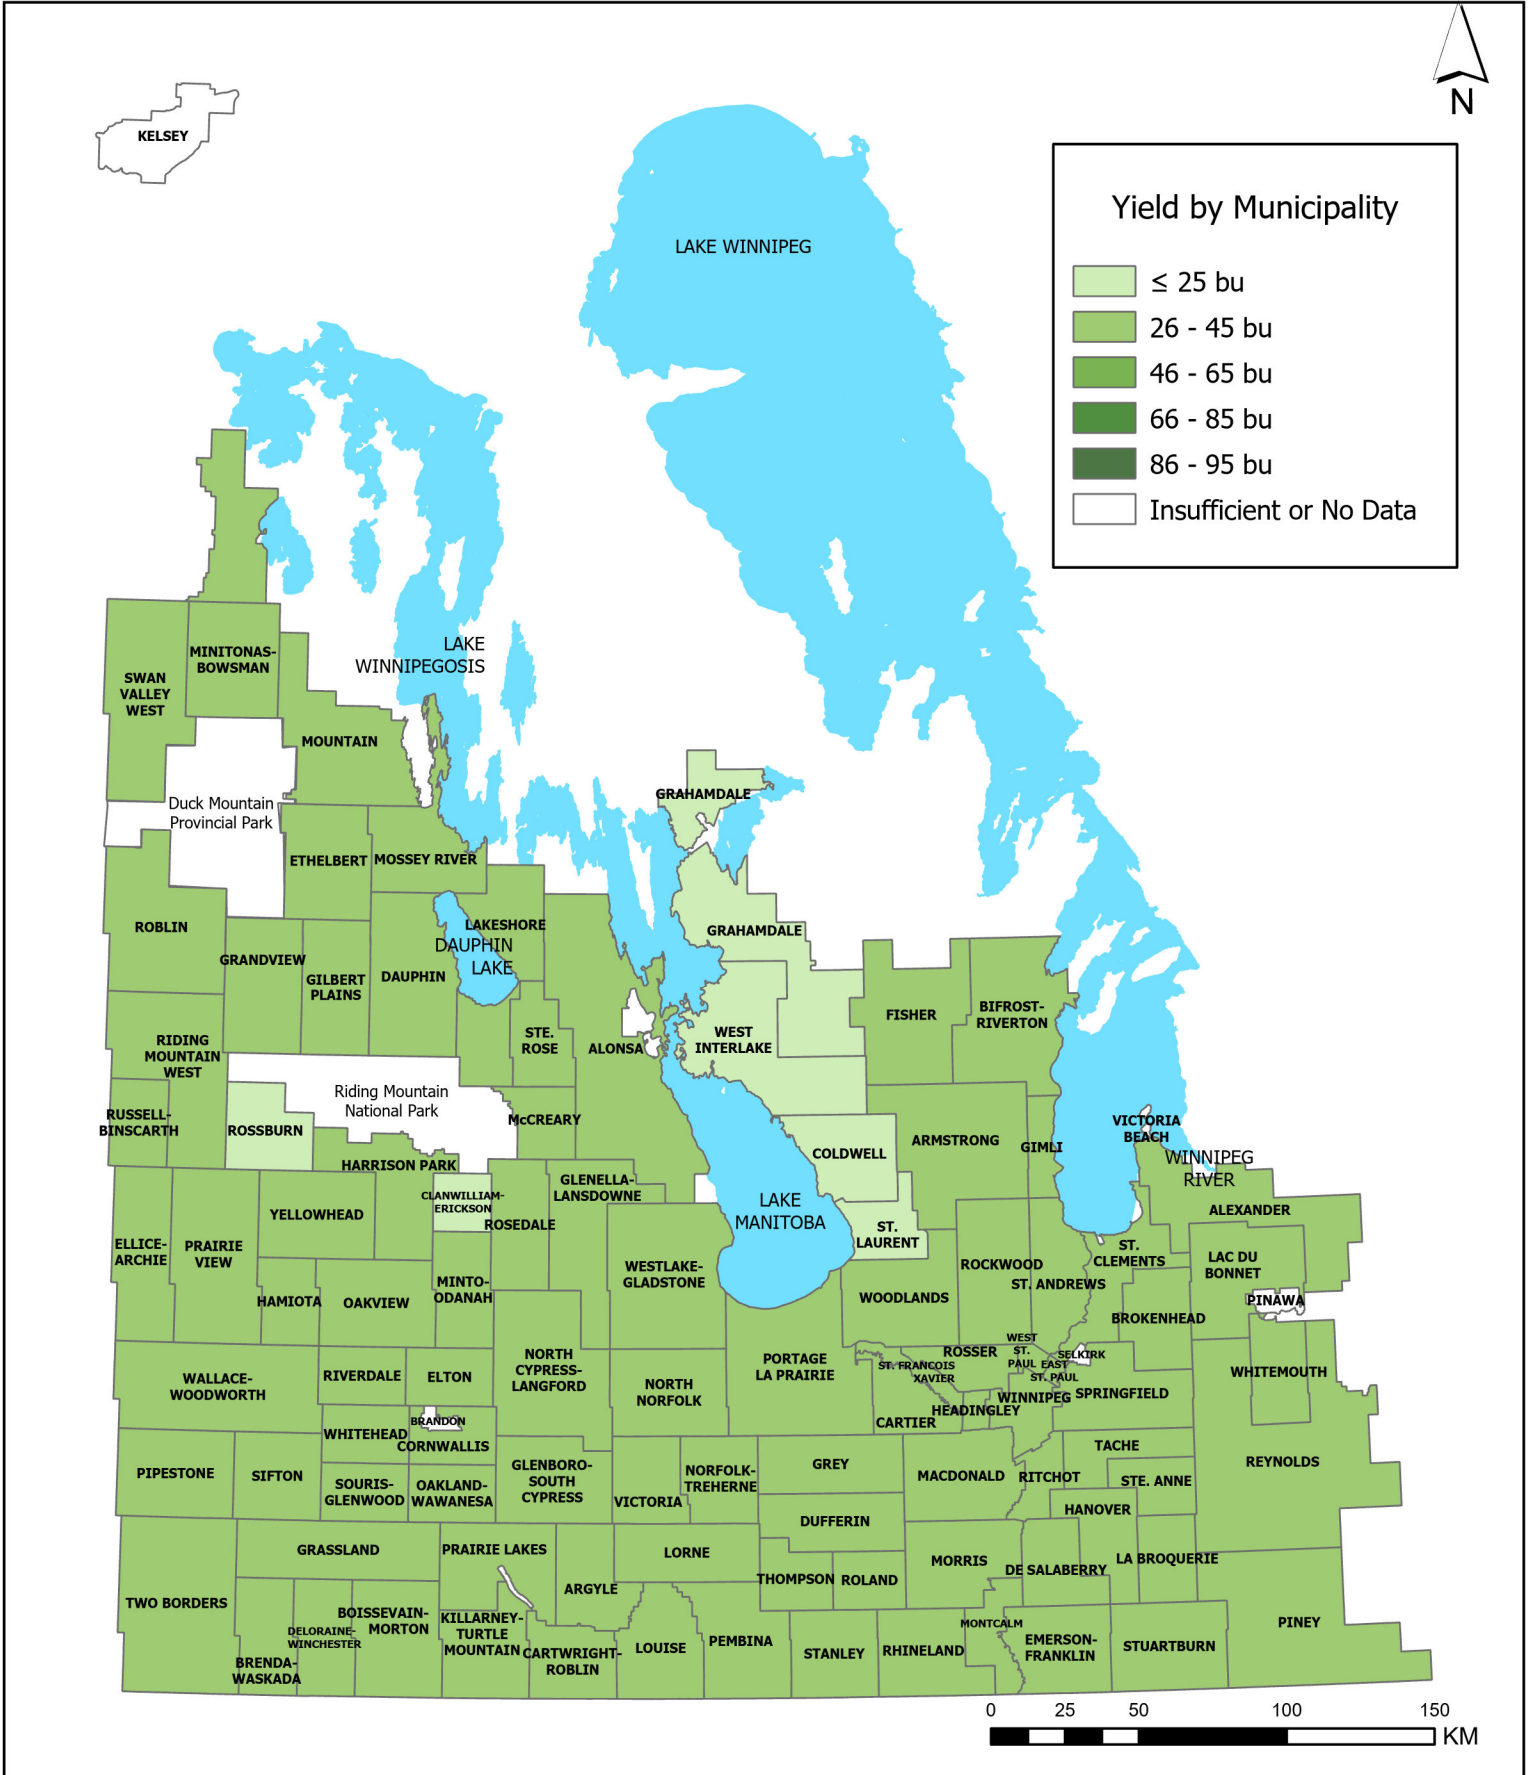 N
KELSEY
Yield by Municipality
≤ 25 bu
26 - 45 bu
46 - 65 bu
66 - 85 bu
86 - 95 bu
Insufficient or No Data
LAKE WINNIPEG
LAKE
WINNIPEGOSIS
MINITONAS-
BOWSMAN
SWAN
VALLEY
WEST
MOUNTAIN
Duck Mountain
Provincial Park
GRAHAMDALE
ETHELBERT
MOSSEY RIVER
ROBLIN
LAKESHORE
DAUPHIN
LAKE
GRAHAMDALE
GRANDVIEW
GILBERT
PLAINS
DAUPHIN
FISHER
BIFROST-
RIVERTON
STE.
ROSE
ALONSA
WEST
INTERLAKE
RIDING
MOUNTAIN
WEST
Riding Mountain
National Park
RUSSELL-
BINSCARTH
ROSSBURN
McCREARY
ARMSTRONG
GIMLI
VICTORIA
BEACH
WINNIPEG
RIVER
COLDWELL
HARRISON PARK
CLANWILLIAM-
ERICKSON
GLENELLA-
LANSDOWNE
YELLOWHEAD
ROSEDALE
LAKE
MANITOBA
ST.
LAURENT
ALEXANDER
ELLICE-
ARCHIE
PRAIRIE
VIEW
ST.
CLEMENTS
LAC DU
BONNET
ROCKWOOD
WESTLAKE-
GLADSTONE
ST. ANDREWS
HAMIOTA
OAKVIEW
MINTO-
ODANAH
WOODLANDS
PINAWA
BROKENHEAD
WEST
ST.
PAUL
ROSSER
SELKIRK
EAST
ST. PAUL
ST. FRANCOIS
XAVIER
NORTH
CYPRESS-
LANGFORD
PORTAGE
LA PRAIRIE
WALLACE-
WOODWORTH
RIVERDALE
ELTON
NORTH
NORFOLK
WHITEMOUTH
WINNIPEG
SPRINGFIELD
HEADINGLEY
CARTIER
BRANDON
WHITEHEAD
CORNWALLIS
TACHE
PIPESTONE
SIFTON
SOURIS-
GLENWOOD
OAKLAND-
WAWANESA
GLENBORO-
SOUTH
CYPRESS
VICTORIA
NORFOLK-
TREHERNE
GREY
MACDONALD
RITCHOT
STE. ANNE
REYNOLDS
HANOVER
DUFFERIN
GRASSLAND
PRAIRIE LAKES
LORNE
MORRIS
DE SALABERRY
LA BROQUERIE
ARGYLE
THOMPSON
ROLAND
TWO BORDERS
BOISSEVAIN-
MORTON
DELORAINE-
WINCHESTER
BRENDA-
WASKADA
KILLARNEY-
TURTLE
MOUNTAIN
CARTWRIGHT-
ROBLIN
LOUISE
PEMBINA
STANLEY
RHINELAND
MONTCALM
EMERSON-
FRANKLIN
STUARTBURN
PINEY
0 25 50 100 150
KM